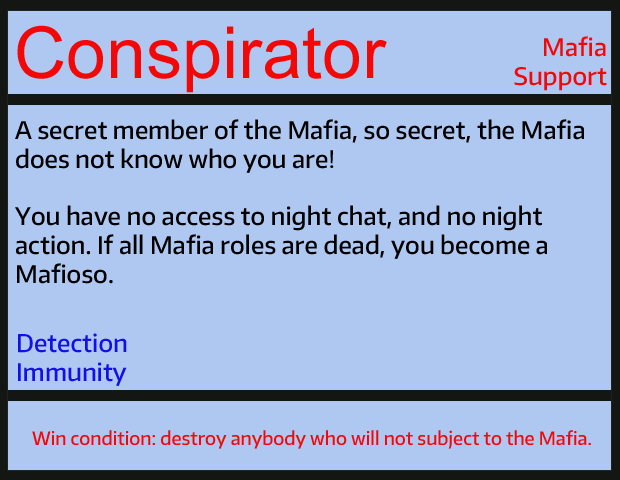 Conspirator
Mafia
Support
A secret member of the Mafia, so secret, the Mafia
does not know who you are!
You have no access to night chat, and no night
action. If all Mafia roles are dead, you become a
Mafioso.
Detection
Immunity
Win condition: destroy anybody who will not subject to the Mafia.